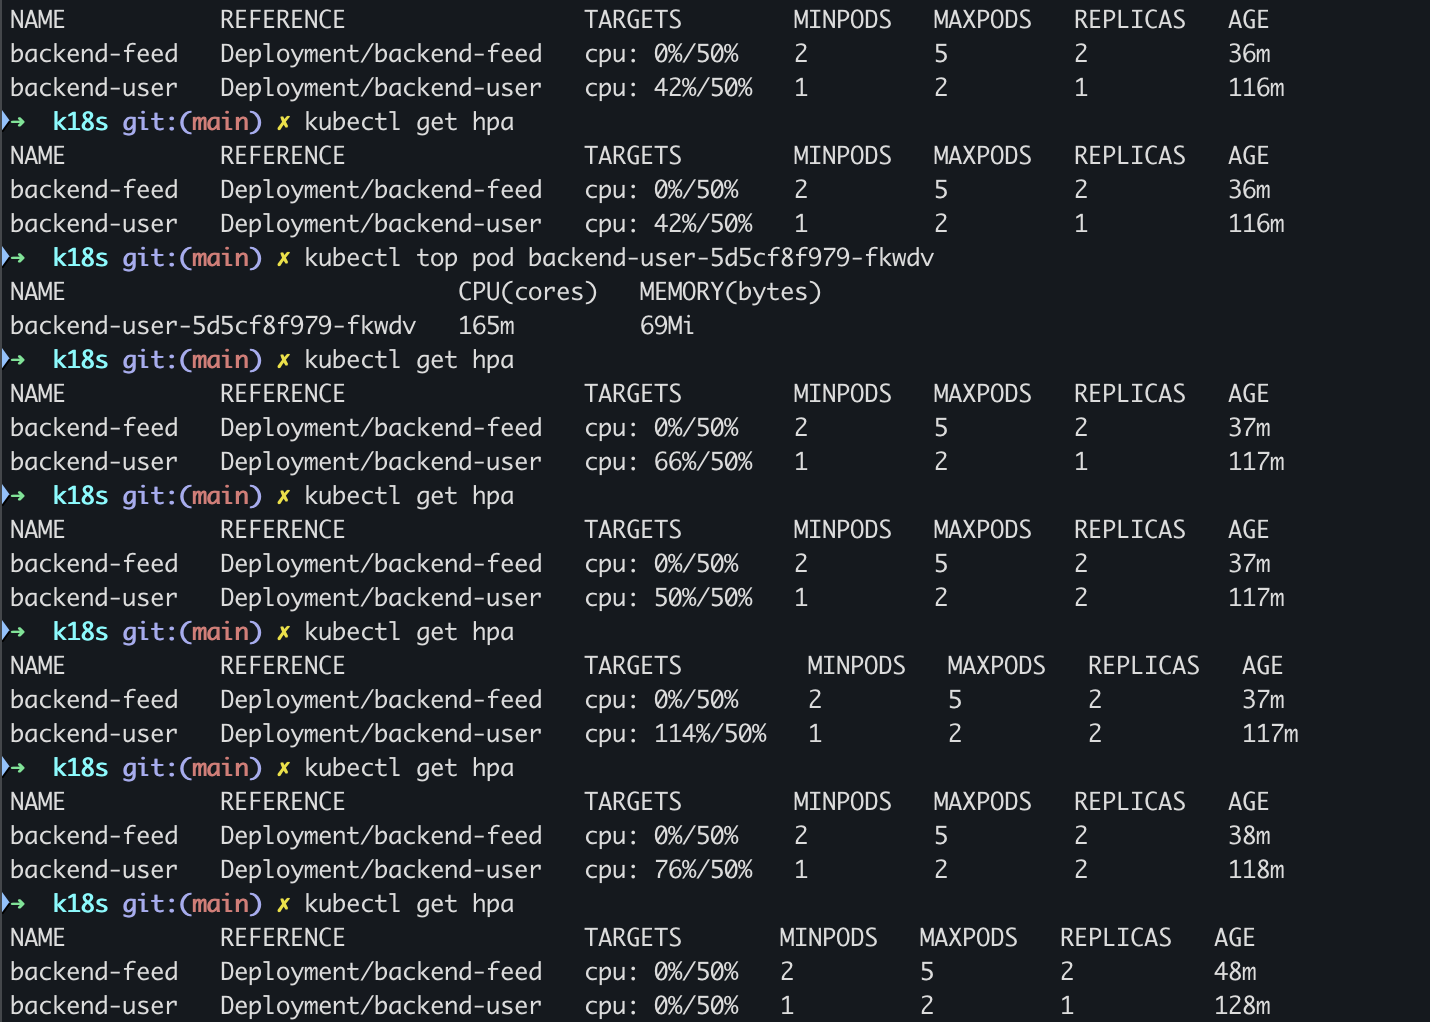 NAME REFERENCE TARGETS MINPODS MAXPODS REPLICAS AGE
backend-feed Deployment/backend-feed cpu: 0%/50% 2 5 2 36m
backend-user Deployment/backend-user cpu: 42%/50% 1 2 1 116m
→ k18s git:(main) ✗ kubectl get hpa
NAME REFERENCE TARGETS MINPODS MAXPODS REPLICAS AGE
backend-feed Deployment/backend-feed cpu: 0%/50% 2 5 2 36m
backend-user Deployment/backend-user cpu: 42%/50% 1 2 1 116m
→ k18s git:(main) ✗ kubectl top pod backend-user-5d5cf8f979-fkwdv
NAME CPU(cores) MEMORY(bytes)
backend-user-5d5cf8f979-fkwdv 165m 69Mi
→ k18s git:(main) ✗ kubectl get hpa
NAME REFERENCE TARGETS MINPODS MAXPODS REPLICAS AGE
backend-feed Deployment/backend-feed cpu: 0%/50% 2 5 2 37m
backend-user Deployment/backend-user cpu: 66%/50% 1 2 1 117m
→ k18s git:(main) ✗ kubectl get hpa
NAME REFERENCE TARGETS MINPODS MAXPODS REPLICAS AGE
backend-feed Deployment/backend-feed cpu: 0%/50% 2 5 2 37m
backend-user Deployment/backend-user cpu: 50%/50% 1 2 2 117m
→ k18s git:(main) ✗ kubectl get hpa
NAME REFERENCE TARGETS MINPODS MAXPODS REPLICAS AGE
backend-feed Deployment/backend-feed cpu: 0%/50% 2 5 2 37m
backend-user Deployment/backend-user cpu: 114%/50% 1 2 2 117m
→ k18s git:(main) ✗ kubectl get hpa
NAME REFERENCE TARGETS MINPODS MAXPODS REPLICAS AGE
backend-feed Deployment/backend-feed cpu: 0%/50% 2 5 2 38m
backend-user Deployment/backend-user cpu: 76%/50% 1 2 2 118m
→ k18s git:(main) ✗ kubectl get hpa
NAME REFERENCE TARGETS MINPODS MAXPODS REPLICAS AGE
backend-feed Deployment/backend-feed cpu: 0%/50% 2 5 2 48m
backend-user Deployment/backend-user cpu: 0%/50% 1 2 1 128m